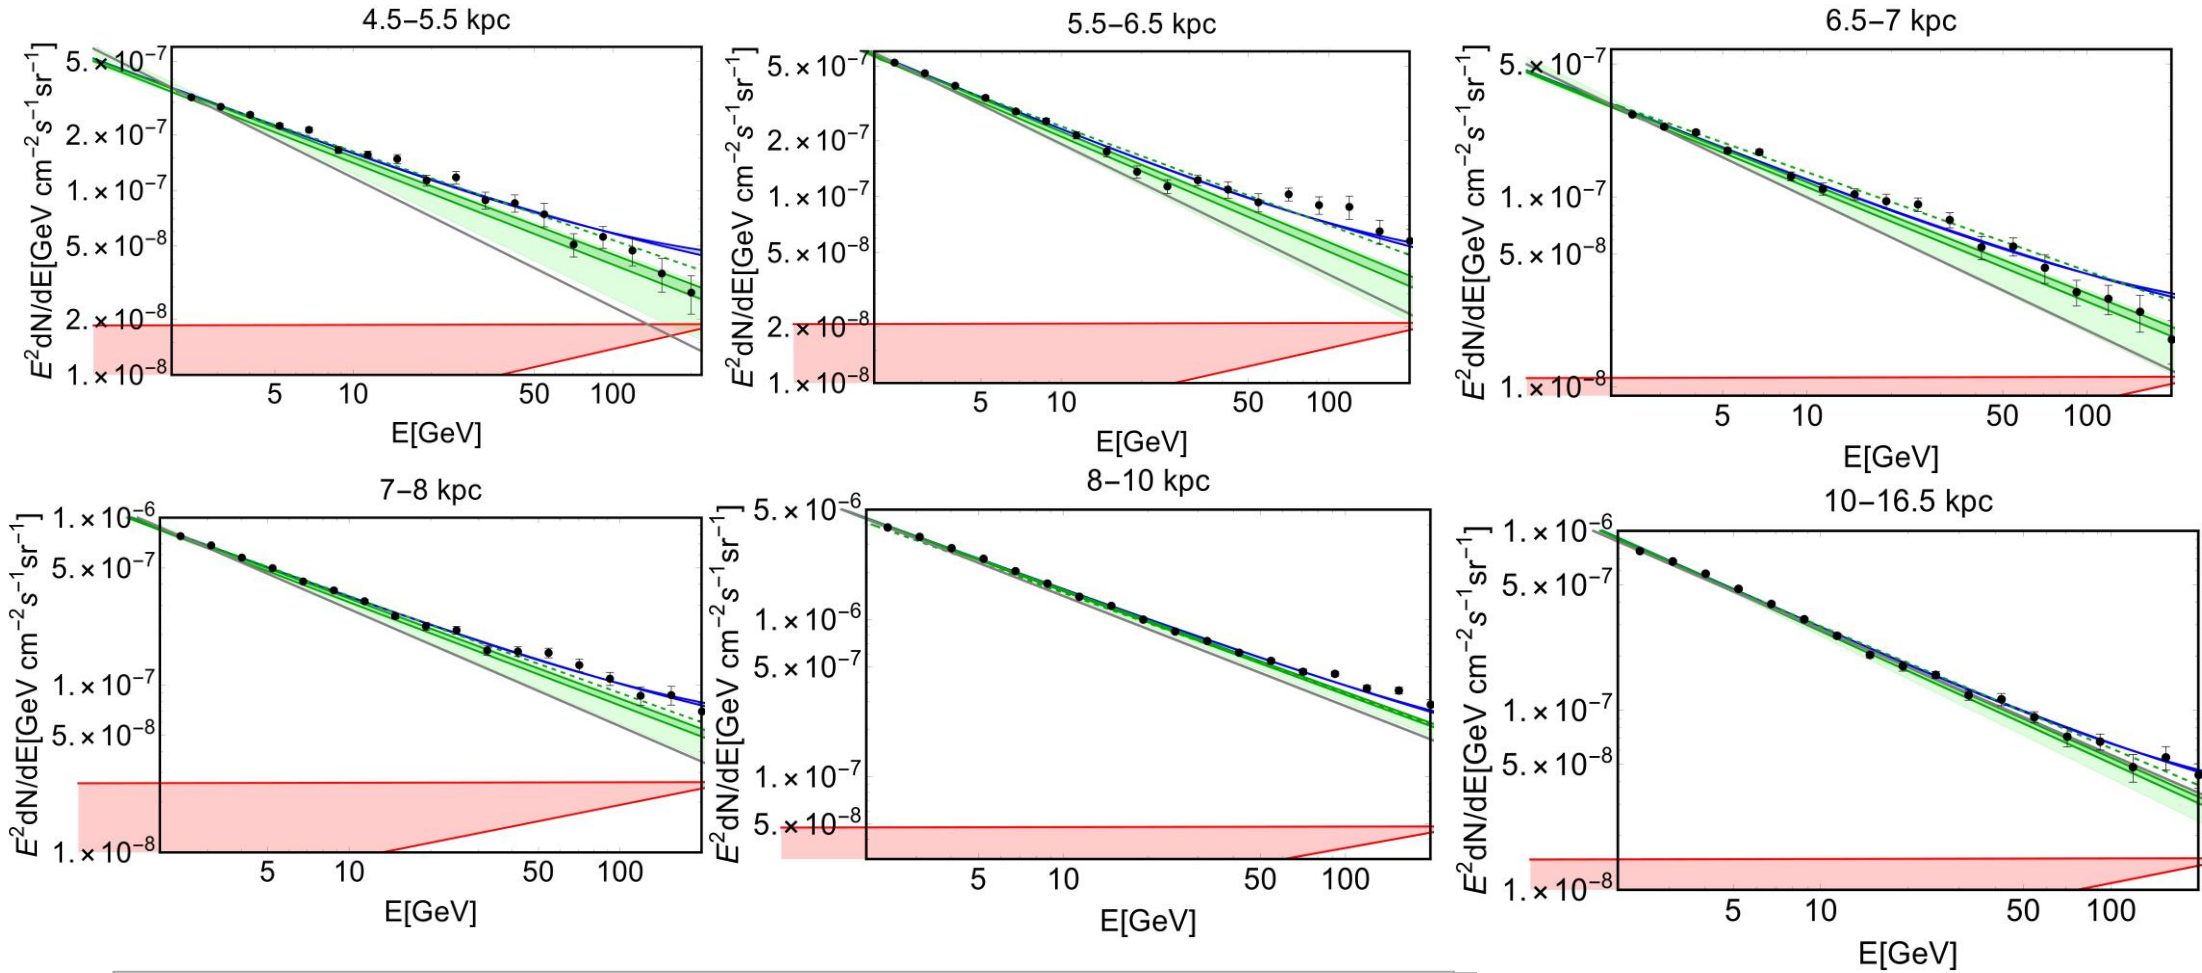 4.5–5.5 kpc
E²dN/dE[GeV cm⁻²s⁻¹sr⁻¹]
5.×10⁻⁷
2.×10⁻⁷
1.×10⁻⁷
5.×10⁻⁸
2.×10⁻⁸
1.×10⁻⁸
5 10 50 100
E[GeV]
5.5–6.5 kpc
E²dN/dE[GeV cm⁻²s⁻¹sr⁻¹]
5.×10⁻⁷
2.×10⁻⁷
1.×10⁻⁷
5.×10⁻⁸
2.×10⁻⁸
1.×10⁻⁸
5 10 50 100
E[GeV]
6.5–7 kpc
E²dN/dE[GeV cm⁻²s⁻¹sr⁻¹]
5.×10⁻⁷
1.×10⁻⁷
5.×10⁻⁸
1.×10⁻⁸
5 10 50 100
E[GeV]
7–8 kpc
E²dN/dE[GeV cm⁻²s⁻¹sr⁻¹]
1.×10⁻⁶
5.×10⁻⁷
1.×10⁻⁷
5.×10⁻⁸
1.×10⁻⁸
5 10 50 100
E[GeV]
8–10 kpc
E²dN/dE[GeV cm⁻²s⁻¹sr⁻¹]
5.×10⁻⁶
1.×10⁻⁶
5.×10⁻⁷
1.×10⁻⁷
5.×10⁻⁸
5 10 50 100
E[GeV]
10–16.5 kpc
E²dN/dE[GeV cm⁻²s⁻¹sr⁻¹]
1.×10⁻⁶
5.×10⁻⁷
1.×10⁻⁷
5.×10⁻⁸
1.×10⁻⁸
5 10 50 100
E[GeV]